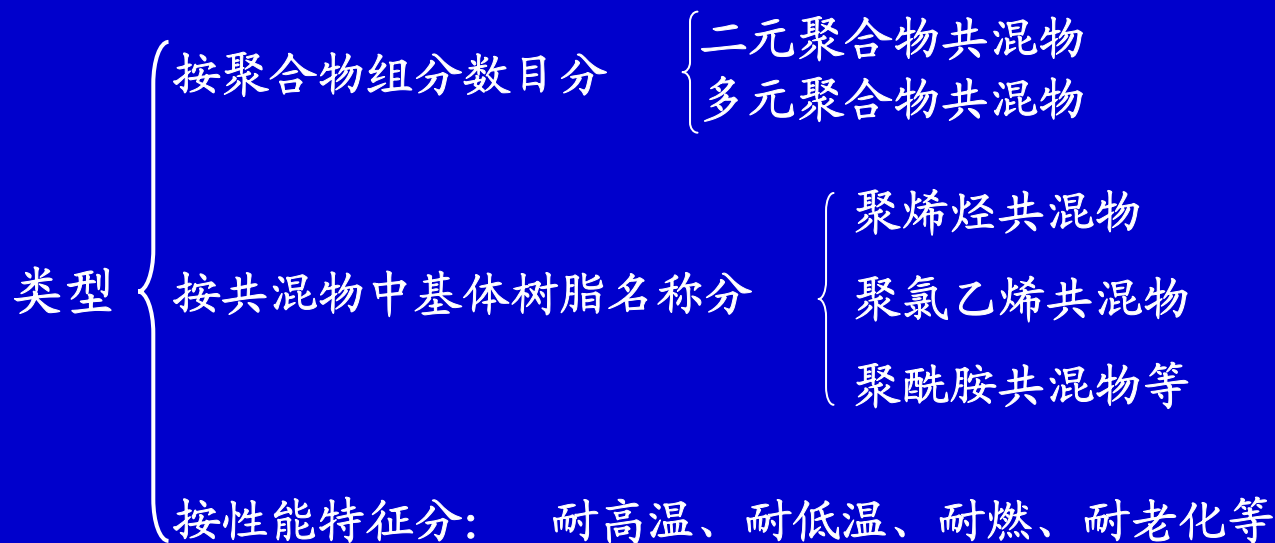 类型
按聚合物组分数目分
二元聚合物共混物
多元聚合物共混物
按共混物中基体树脂名称分
聚烯烃共混物
聚氯乙烯共混物
聚酰胺共混物等
按性能特征分: 耐高温、耐低温、耐燃、耐老化等